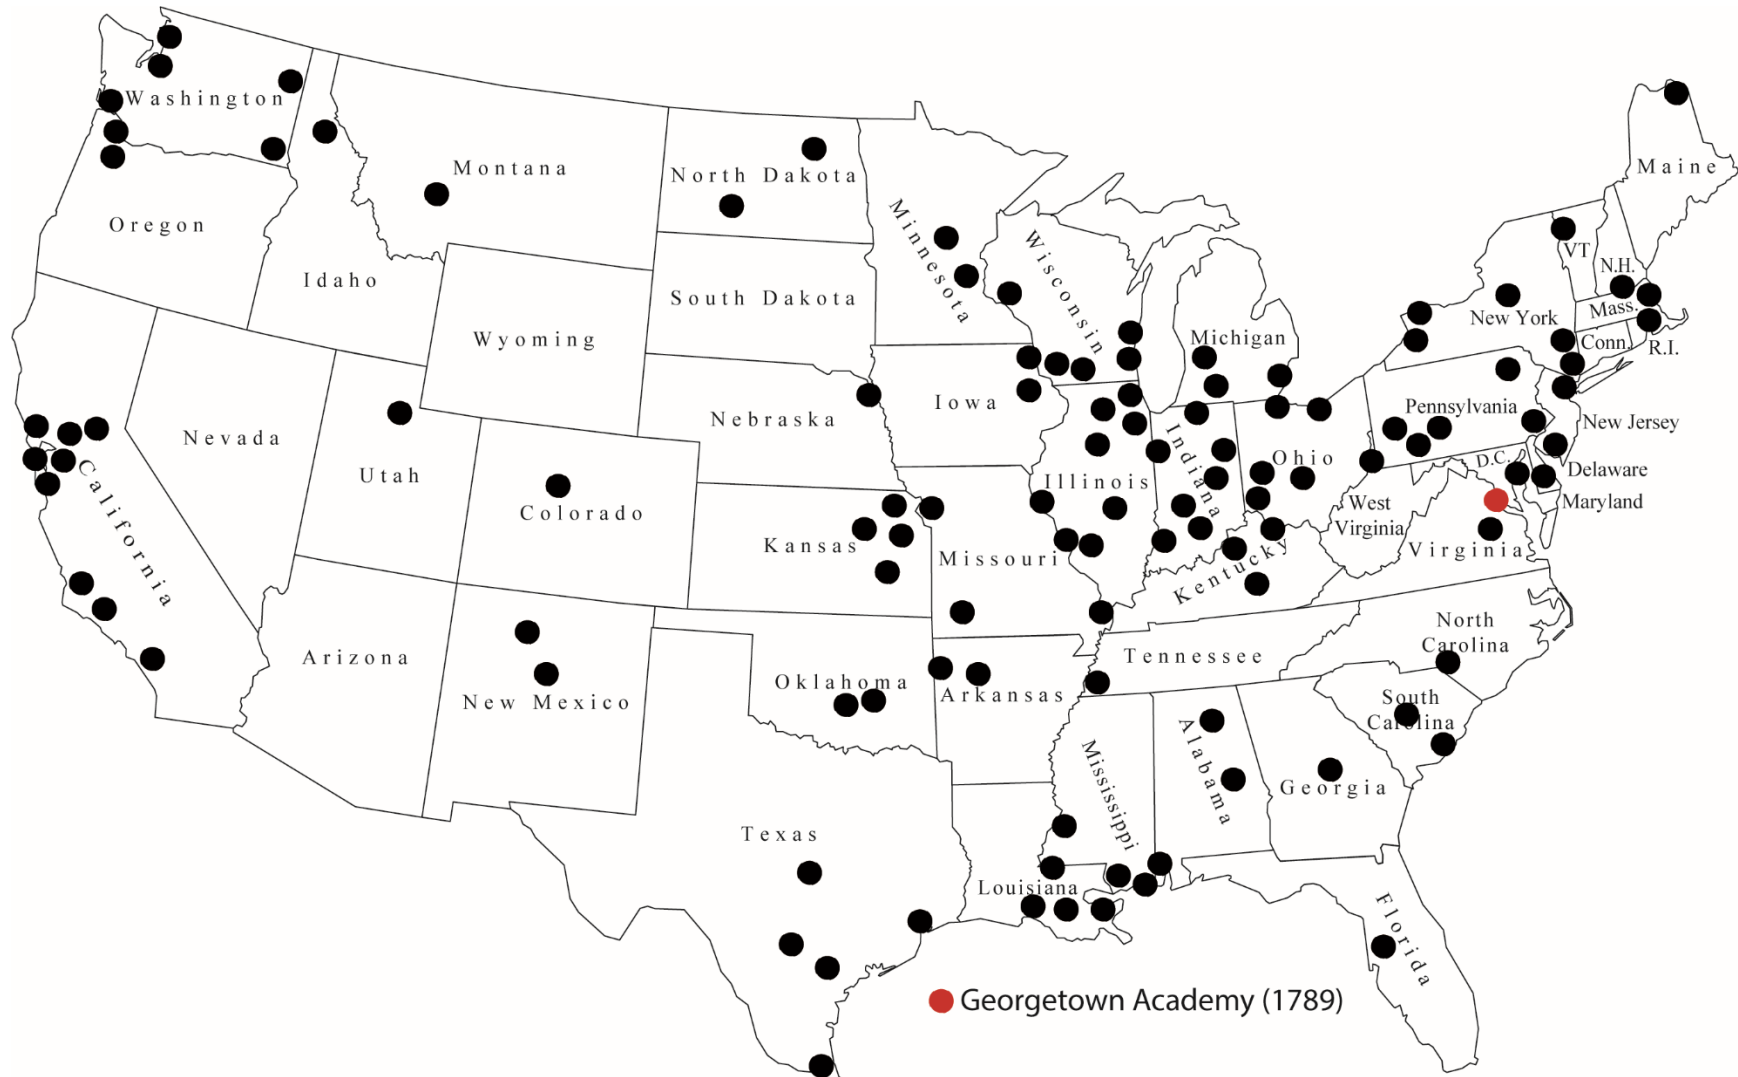 Washington
Montana
North Dakota
Maine
Oregon
Minnesota
Wisconsin
VT
N.H.
Idaho
South Dakota
Mass.
New York
Wyoming
Michigan
Conn.
R.I.
Iowa
Pennsylvania
Nebraska
New Jersey
Nevada
Indiana
Ohio
D.C.
Delaware
Utah
Illinois
California
Colorado
West
Virginia
Maryland
Kansas
Missouri
Virginia
Kentucky
North
Carolina
Arizona
Tennessee
Oklahoma
Arkansas
New Mexico
South
Carolina
Alabama
Mississippi
Georgia
Texas
Louisiana
Florida
Georgetown Academy (1789)